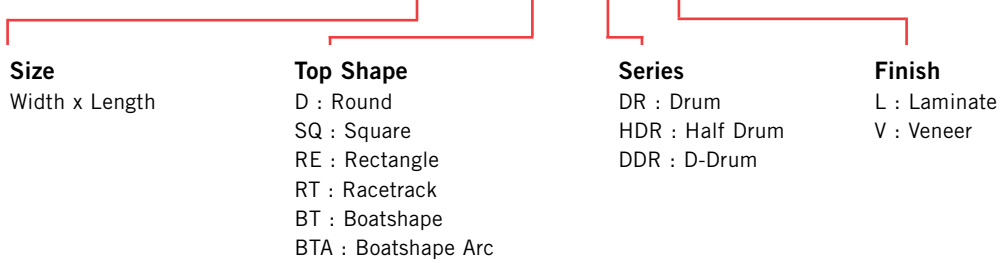 Size
Width x Length
Top Shape
D : Round
SQ : Square
RE : Rectangle
RT : Racetrack
BT : Boatshape
BTA : Boatshape Arc
Series
DR : Drum
HDR : Half Drum
DDR : D-Drum
Finish
L : Laminate
V : Veneer